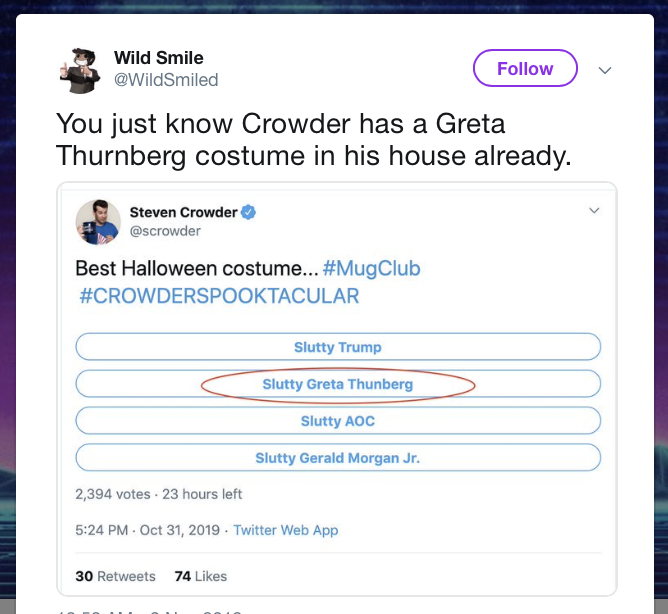 Wild Smile
@WildSmiled
Follow
You just know Crowder has a Greta
Thurnberg costume in his house already.
Steven Crowder
@scrowder
Best Halloween costume... #MugClub
#CROWDERSPOOKTACULAR
Slutty Trump
Slutty Greta Thunberg
Slutty AOC
Slutty Gerald Morgan Jr.
2,394 votes · 23 hours left
5:24 PM · Oct 31, 2019 · Twitter Web App
30 Retweets 74 Likes